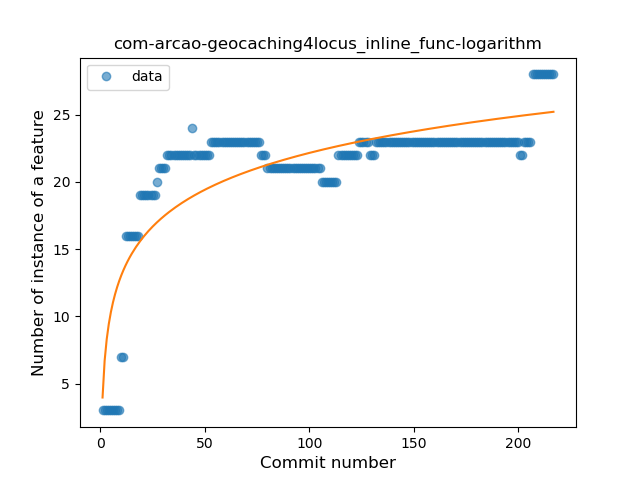 com-arcao-geocaching4locus_inline_func-logarithm
data
Number of instance of a feature
25
20
15
10
5
0
50
100
150
200
Commit number